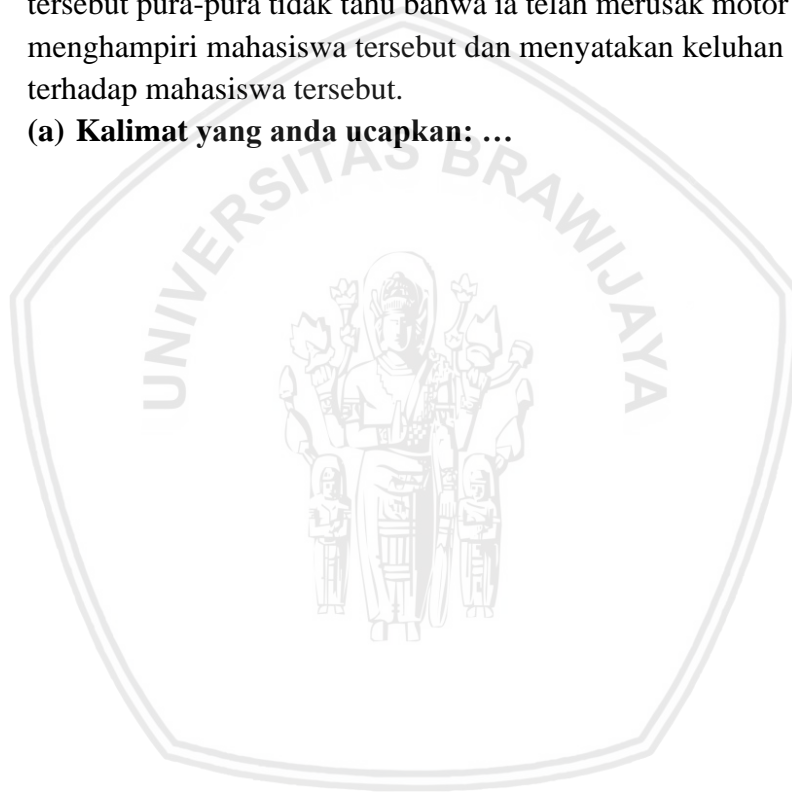 tersebut pura-pura tidak tahu bahwa ia telah merusak motor
menghampiri mahasiswa tersebut dan menyatakan keluhan
terhadap mahasiswa tersebut.
(a) Kalimat yang anda ucapkan: …
UNIVERSITAS BRAWIJAYA